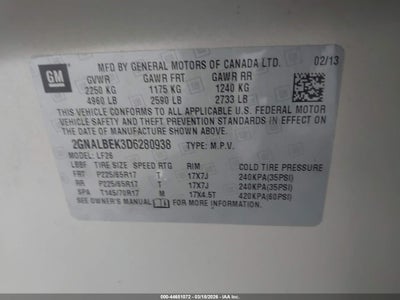 GM
MFD BY GENERAL MOTORS OF CANADA LTD.
02/13
GVWR GAWR FRT GAWR RR
2250 KG 1175 KG 1240 KG
4960 LB 2590 LB 2733 LB
THIS VEHICLE CONFORMS TO ALL APPLICABLE U.S. FEDERAL MOTOR
VEHICLE SAFETY AND THEFT PREVENTION STANDARDS IN EFFECT ON
THE DATE OF MANUFACTURE SHOWN ABOVE.
2GNALBEK3D6280938 TYPE: M.P.V.
MODEL: LF26
TIRE SIZE SPEED RTG RIM COLD TIRE PRESSURE
FRT P225/65R17 T 17X7J 240KPA(35PSI)
RR P225/65R17 T 17X7J 240KPA(35PSI)
SPA T145/70R17 M 17X4.5T 420KPA(60PSI)
SEE OWNER'S MANUAL FOR MORE INFORMATION.
© IAA
Stock No: 44651072 - 03/18/2026 - IAA Inc.